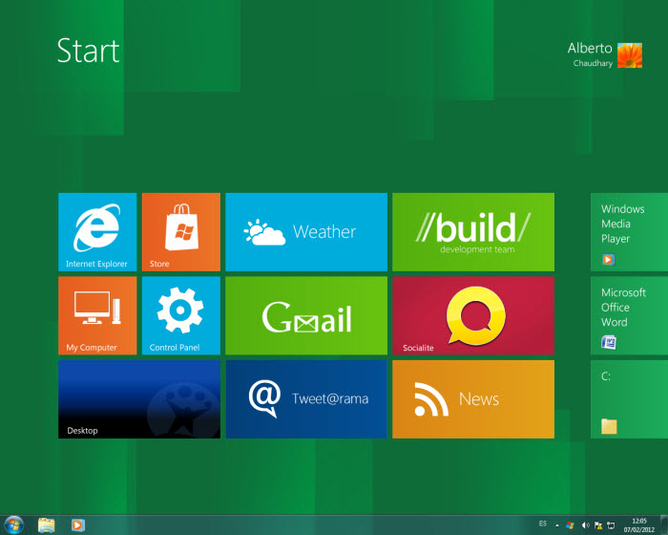 Start
Alberto
Chaudhary
Internet Explorer
Store
Weather
//build/
development team
Windows
Media
Player
My Computer
Control Panel
Gmail
Socialite
Microsoft
Office
Word
Desktop
Tweet@rama
News
C:
ES
12:05
07/02/2012